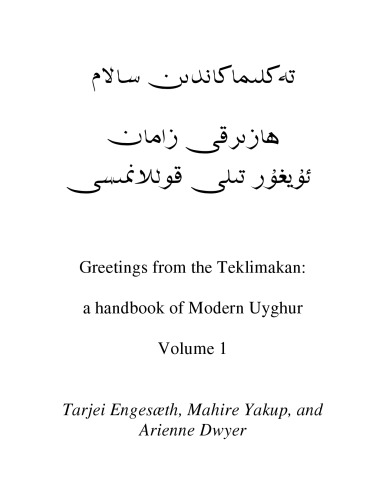 تەكلىماكاندىن سالام
ھازىرقى زامان
ئۇيغۇر تىلى قوللانمىسى
Greetings from the Teklimakan:
a handbook of Modern Uyghur
Volume 1
Tarjei Engesæth, Mahire Yakup, and
Arienne Dwyer